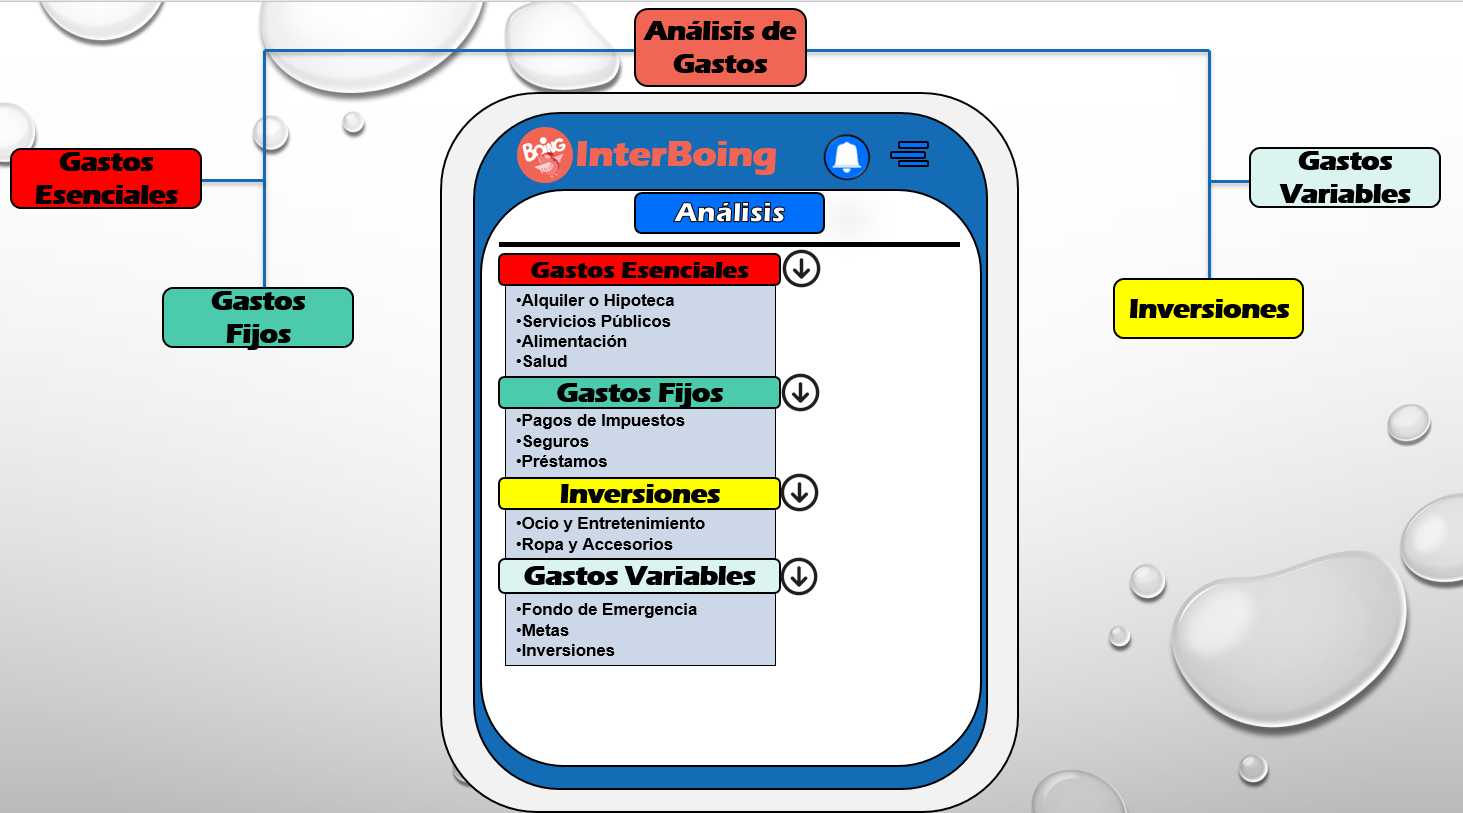 Análisis de
Gastos
Gastos
Esenciales
Gastos
Fijos
Gastos
Variables
Inversiones
BOiNG
InterBoing
Análisis
Gastos Esenciales
•Alquiler o Hipoteca
•Servicios Públicos
•Alimentación
•Salud
Gastos Fijos
•Pagos de Impuestos
•Seguros
•Préstamos
Inversiones
•Ocio y Entretenimiento
•Ropa y Accesorios
Gastos Variables
•Fondo de Emergencia
•Metas
•Inversiones